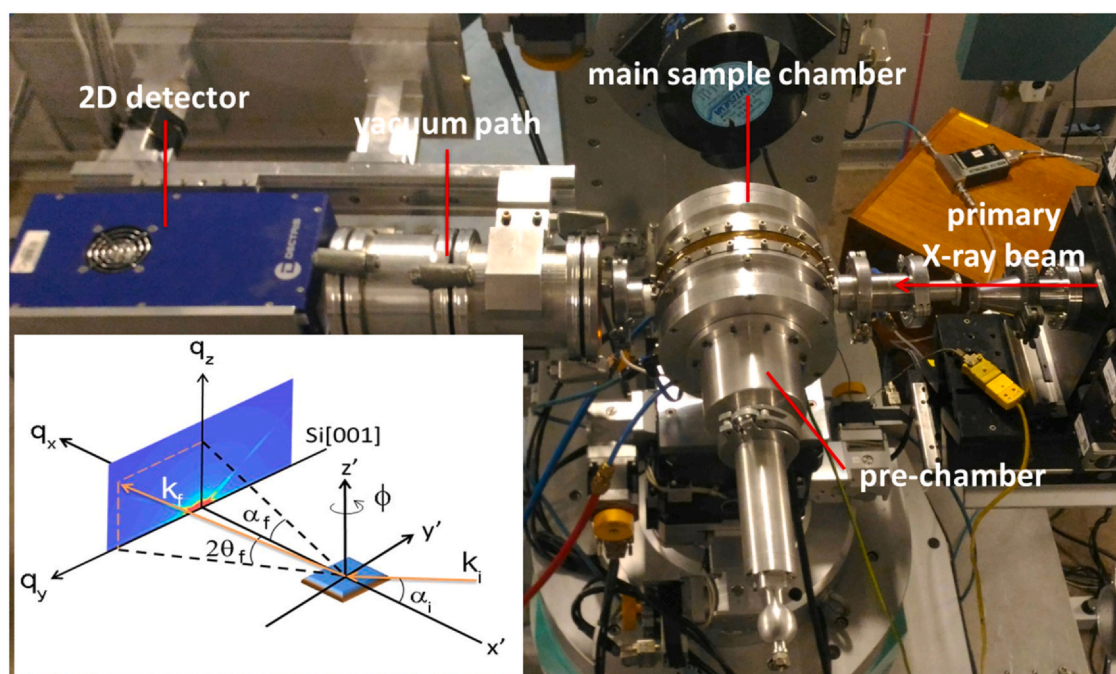 2D detector
vacuum path
main sample chamber
primary
X-ray beam
pre-chamber
DECTRIS
q_z
q_x
Si[001]
k_f
z'
ϕ
α_f
y'
2θ_f
k_i
q_y
α_i
x'